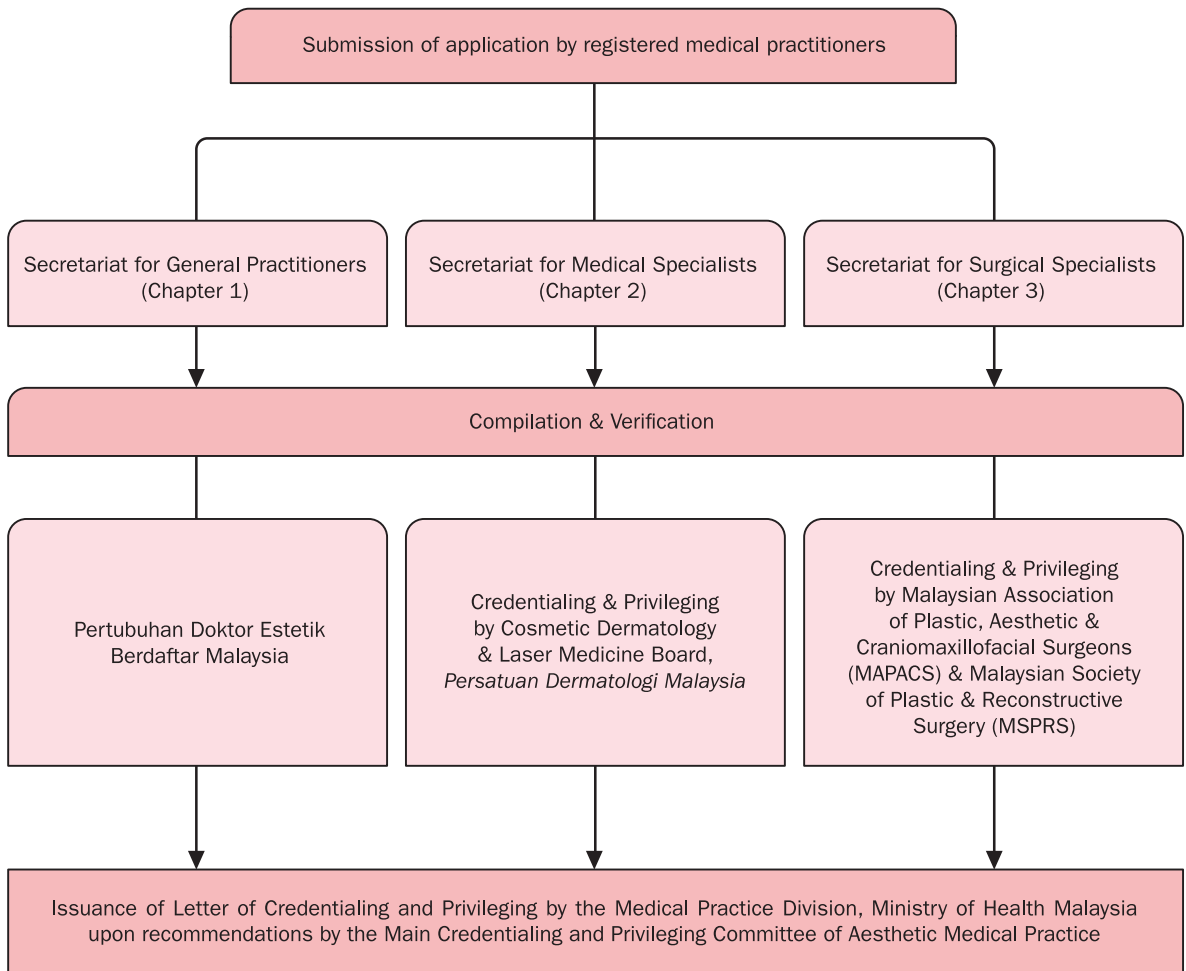 Submission of application by registered medical practitioners
Secretariat for General Practitioners
(Chapter 1)
Secretariat for Medical Specialists
(Chapter 2)
Secretariat for Surgical Specialists
(Chapter 3)
Compilation & Verification
Pertubuhan Doktor Estetik
Berdaftar Malaysia
Credentialing & Privileging
by Cosmetic Dermatology
& Laser Medicine Board,
Persatuan Dermatologi Malaysia
Credentialing & Privileging
by Malaysian Association
of Plastic, Aesthetic &
Craniomaxillofacial Surgeons
(MAPACS) & Malaysian Society
of Plastic & Reconstructive
Surgery (MSPRS)
Issuance of Letter of Credentialing and Privileging by the Medical Practice Division, Ministry of Health Malaysia
upon recommendations by the Main Credentialing and Privileging Committee of Aesthetic Medical Practice